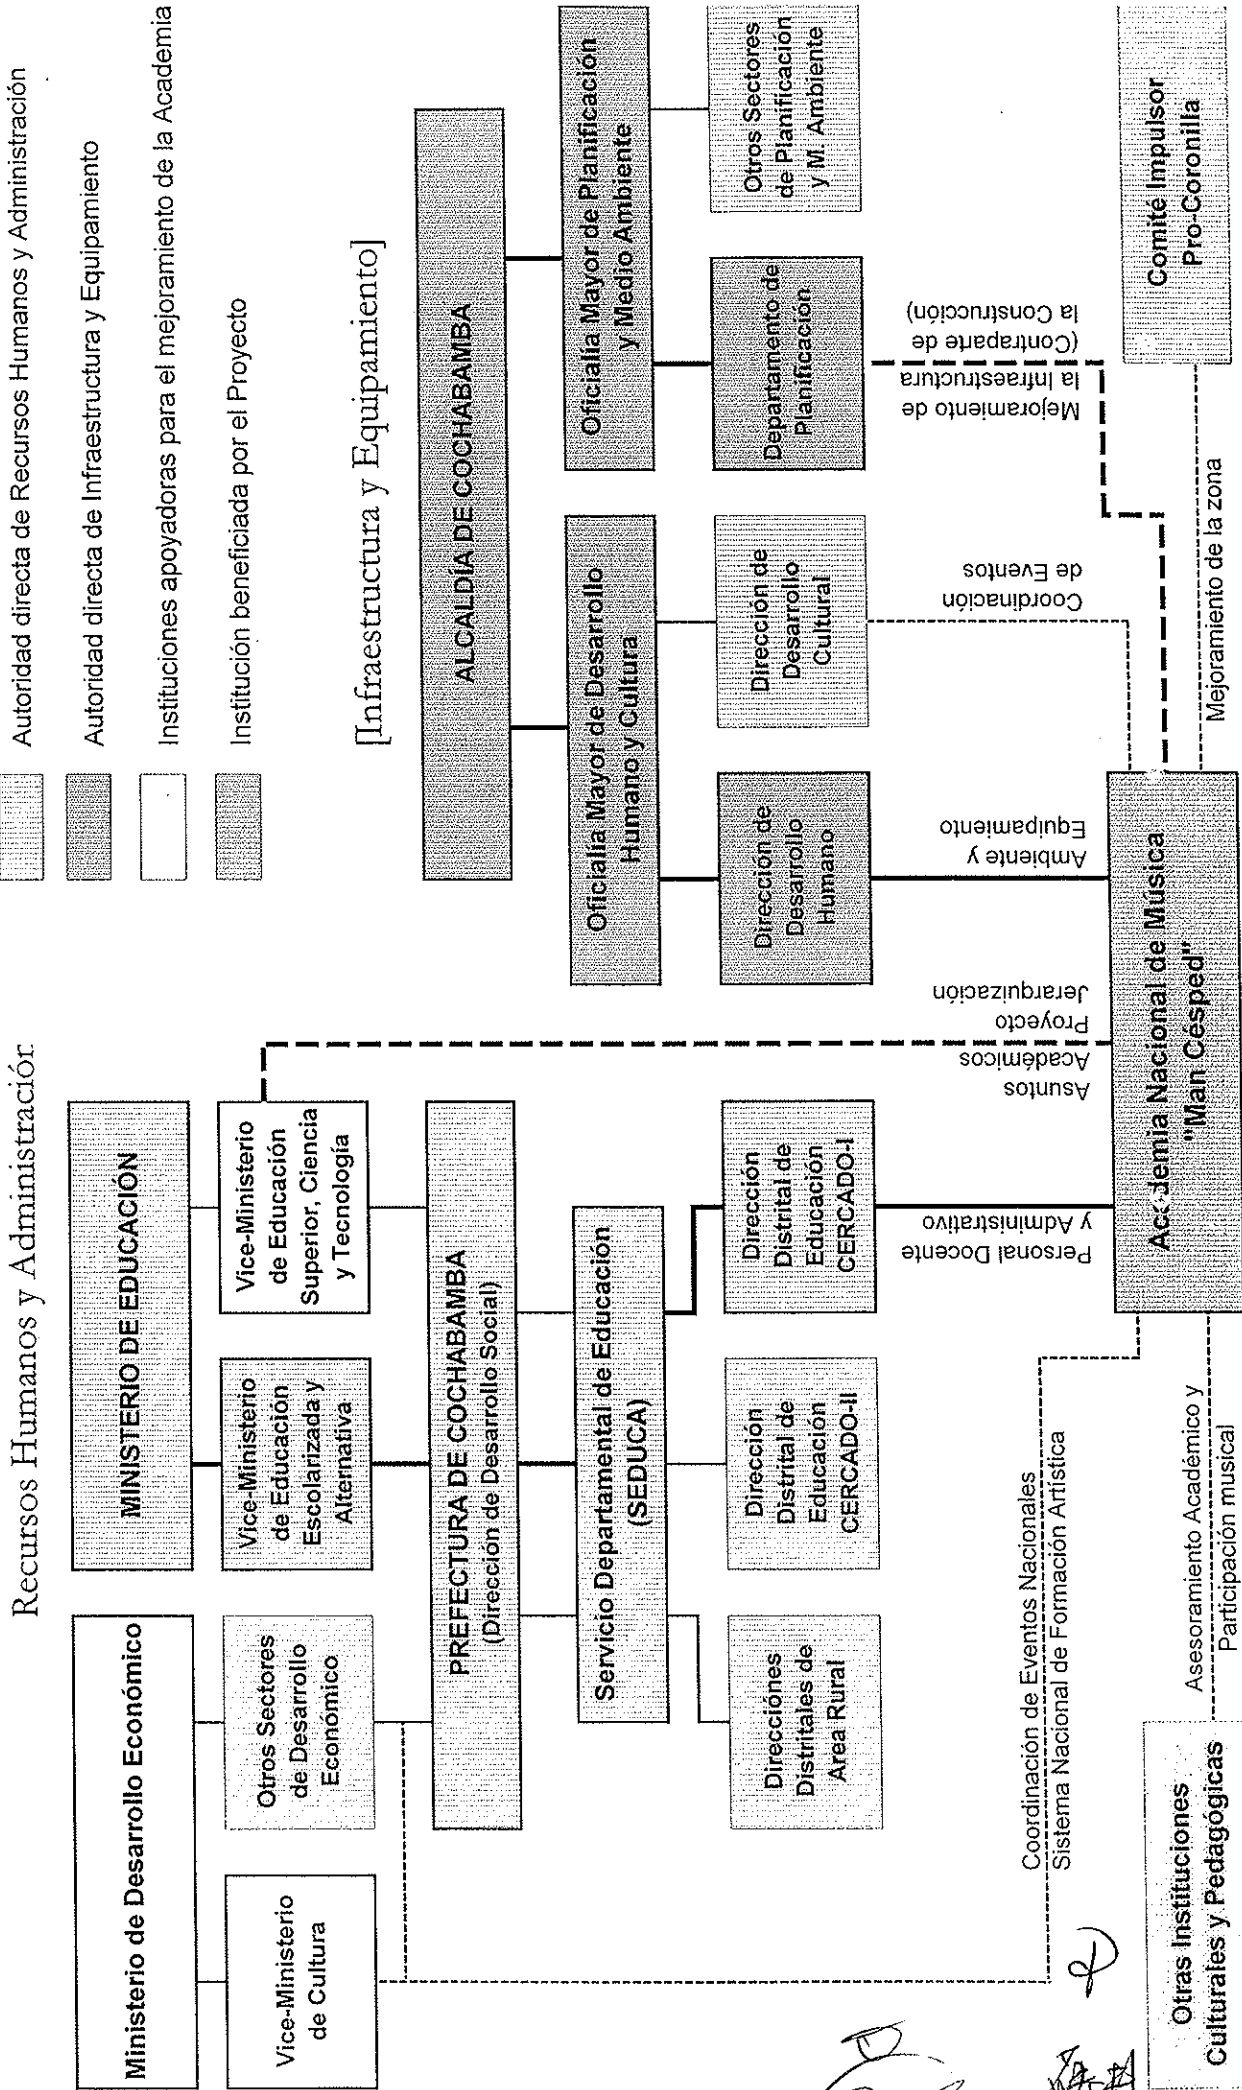 Recursos Humanos y Administración
Autoridad directa de Recursos Humanos y Administración
Autoridad directa de Infraestructura y Equipamiento
Instituciones apoyadoras para el mejoramiento de la Academia
Institución beneficiada por el Proyecto
Ministerio de Desarrollo Económico
Vice-Ministerio
de Cultura
Otros Sectores
de Desarrollo
Económico
MINISTERIO DE EDUCACIÓN
Vice-Ministerio
de Educación
Escolarizada y
Alternativa
Vice-Ministerio
de Educación
Superior, Ciencia
y Tecnología
PREFECTURA DE COCHABAMBA
(Dirección de Desarrollo Social)
Servicio Departamental de Educación
(SEDUCA)
Direcciones
Distritales de
Area Rural
Dirección
Distrital de
Educación
CERCADO-II
Dirección
Distrital de
Educación
CERCADO-I
[Infraestructura y Equipamiento]
ALCALDÍA DE COCHABAMBA
Oficialía Mayor de Desarrollo
Humano y Cultura
Oficialía Mayor de Planificación
y Medio Ambiente
Dirección de
Desarrollo
Humano
Dirección de
Desarrollo
Cultural
Departamento de
Planificación
Otros Sectores
de Planificación
y M. Ambiente
Coordinación de Eventos Nacionales
Sistema Nacional de Formación Artistica
Personal Docente
y Administrativo
Asuntos
Académicos
Proyecto
Jerarquización
Ambiente y
Equipamiento
Coordinación
de Eventos
Mejoramiento de
la Infraestructura
(Contraparte de
la Construcción)
Otras Instituciones
Culturales y Pedagógicas
Asesoramiento Académico y
Participación musical
Academia Nacional de Música
"Man Césped"
Mejoramiento de la zona
Comité Impulsor
Pro-Coronilla